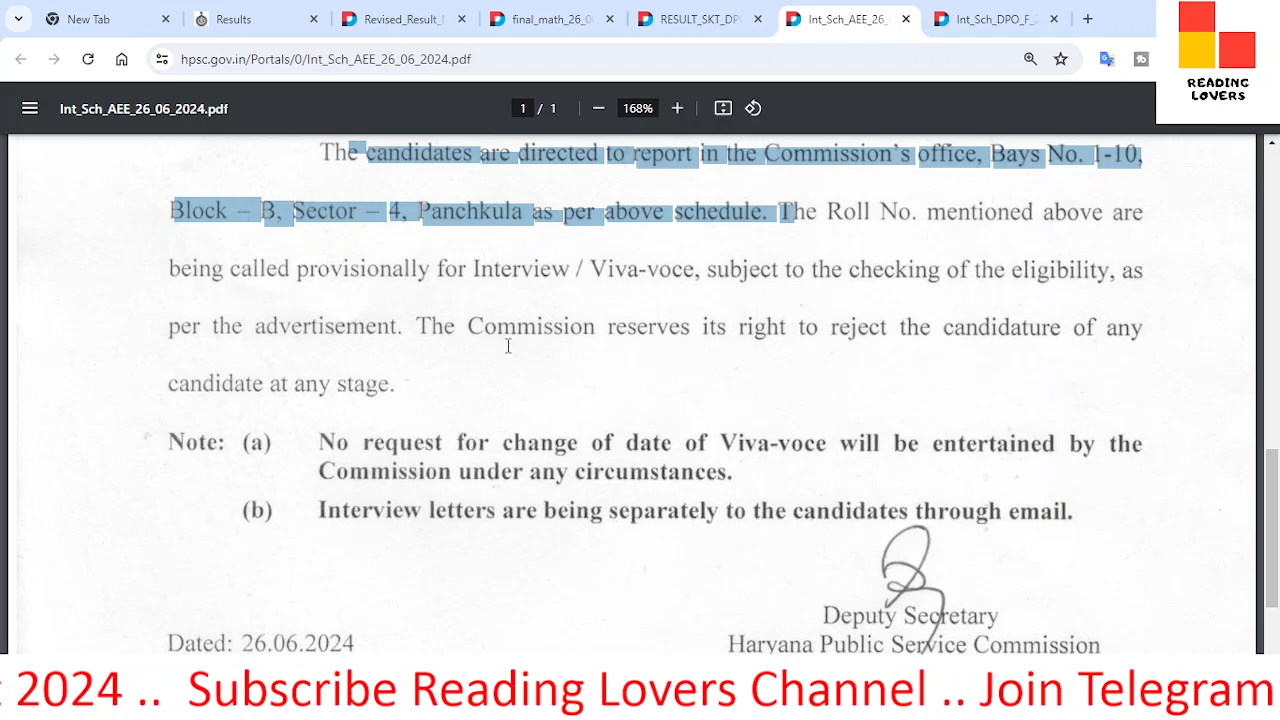 New Tab
Results
Revised_Result_
final_math_26_0
RESULT_SKT_DP
Int_Sch_AEE_26_
Int_Sch_DPO_F_
hpsc.gov.in/Portals/0/Int_Sch_AEE_26_06_2024.pdf
READING
LOVERS
Int_Sch_AEE_26_06_2024.pdf
1 / 1
168%
The candidates are directed to report in the Commission's office, Bays No. 1-10,
Block – B, Sector – 4, Panchkula as per above schedule. The Roll No. mentioned above are
being called provisionally for Interview / Viva-voce, subject to the checking of the eligibility, as
per the advertisement. The Commission reserves its right to reject the candidature of any
candidate at any stage.
Note: (a) No request for change of date of Viva-voce will be entertained by the
Commission under any circumstances.
(b) Interview letters are being separately to the candidates through email.
Deputy Secretary
Dated: 26.06.2024
Haryana Public Service Commission
2024 .. Subscribe Reading Lovers Channel .. Join Telegram